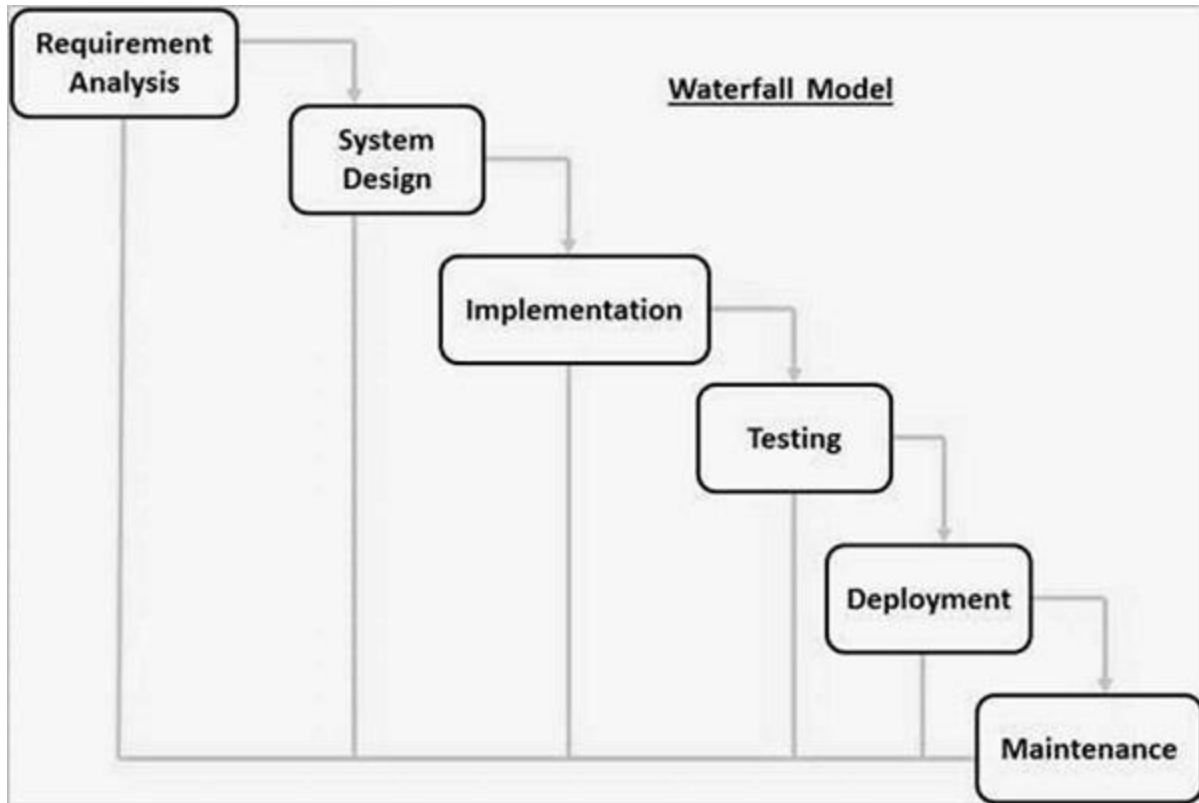 Requirement
Analysis
Waterfall Model
System
Design
Implementation
Testing
Deployment
Maintenance